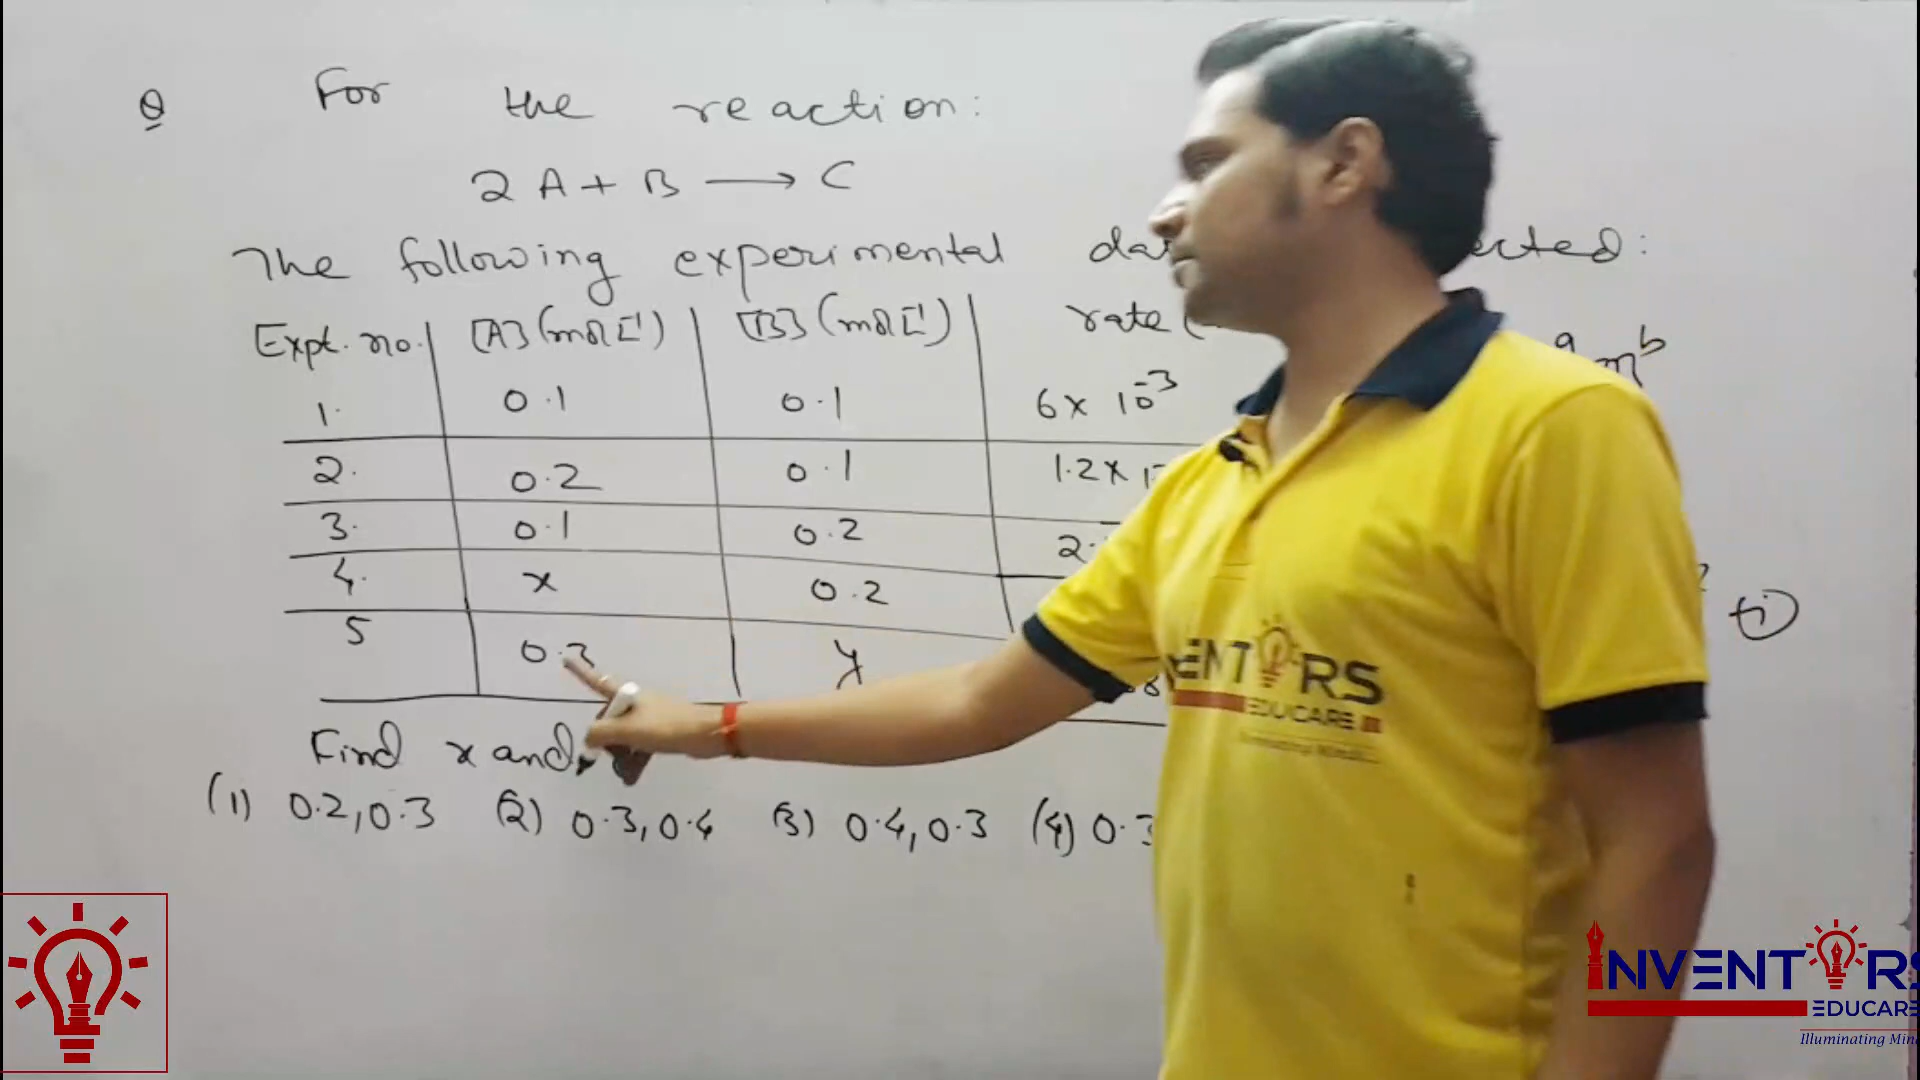 Q For the reaction:
2A + B → C
The following experimental
Expt. no. [A] (mol L⁻¹) [B] (mol L⁻¹) rate (
1. 0.1 0.1 6 x 10⁻³
2. 0.2 0.1 1.2 x
3. 0.1 0.2 2.
4. x 0.2
5 0.3 y
Find x and
(1) 0.2, 0.3 (2) 0.3, 0.4 (3) 0.4, 0.3 (4) 0.3
(i)
INVENTORS
EDUCARE
INVENTORS
EDUCARE
Illuminating